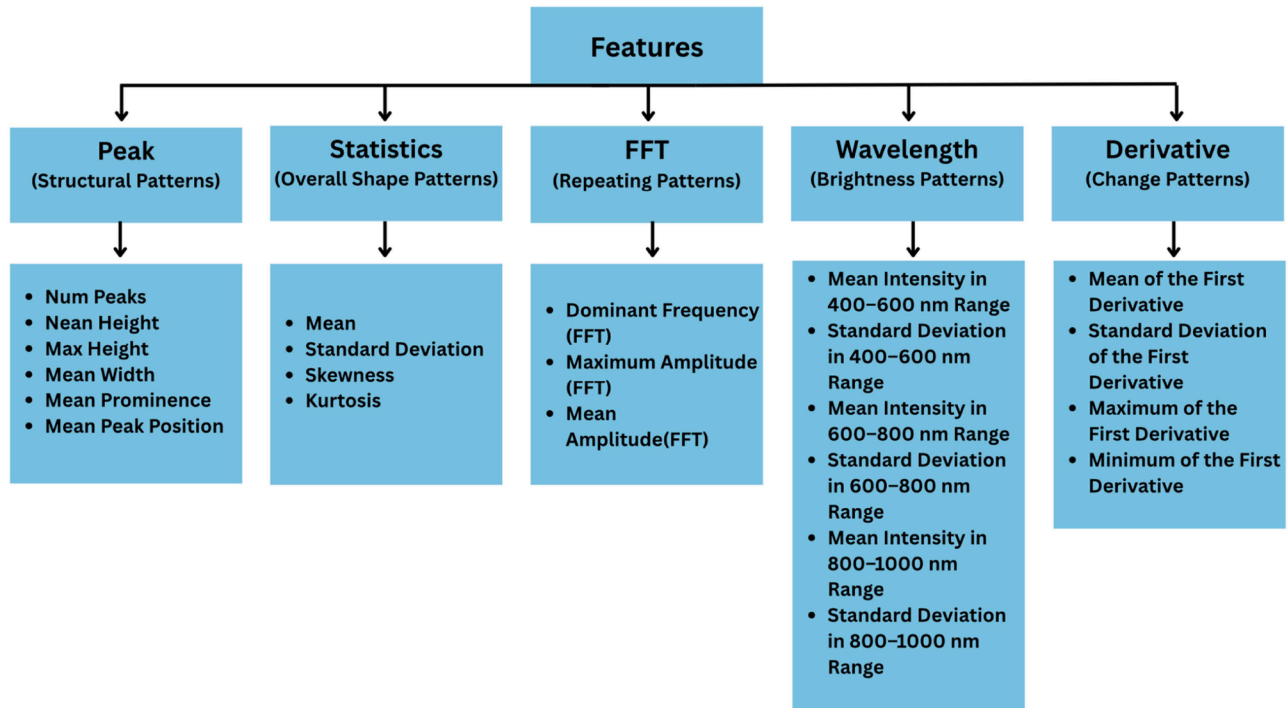 Features
Peak
(Structural Patterns)
Statistics
(Overall Shape Patterns)
FFT
(Repeating Patterns)
Wavelength
(Brightness Patterns)
Derivative
(Change Patterns)
• Num Peaks
• Nean Height
• Max Height
• Mean Width
• Mean Prominence
• Mean Peak Position
• Mean
• Standard Deviation
• Skewness
• Kurtosis
• Dominant Frequency
(FFT)
• Maximum Amplitude
(FFT)
• Mean
Amplitude(FFT)
• Mean Intensity in
400–600 nm Range
• Standard Deviation
in 400–600 nm
Range
• Mean Intensity in
600–800 nm Range
• Standard Deviation
in 600–800 nm
Range
• Mean Intensity in
800–1000 nm
Range
• Standard Deviation
in 800–1000 nm
Range
• Mean of the First
Derivative
• Standard Deviation
of the First
Derivative
• Maximum of the
First Derivative
• Minimum of the First
Derivative